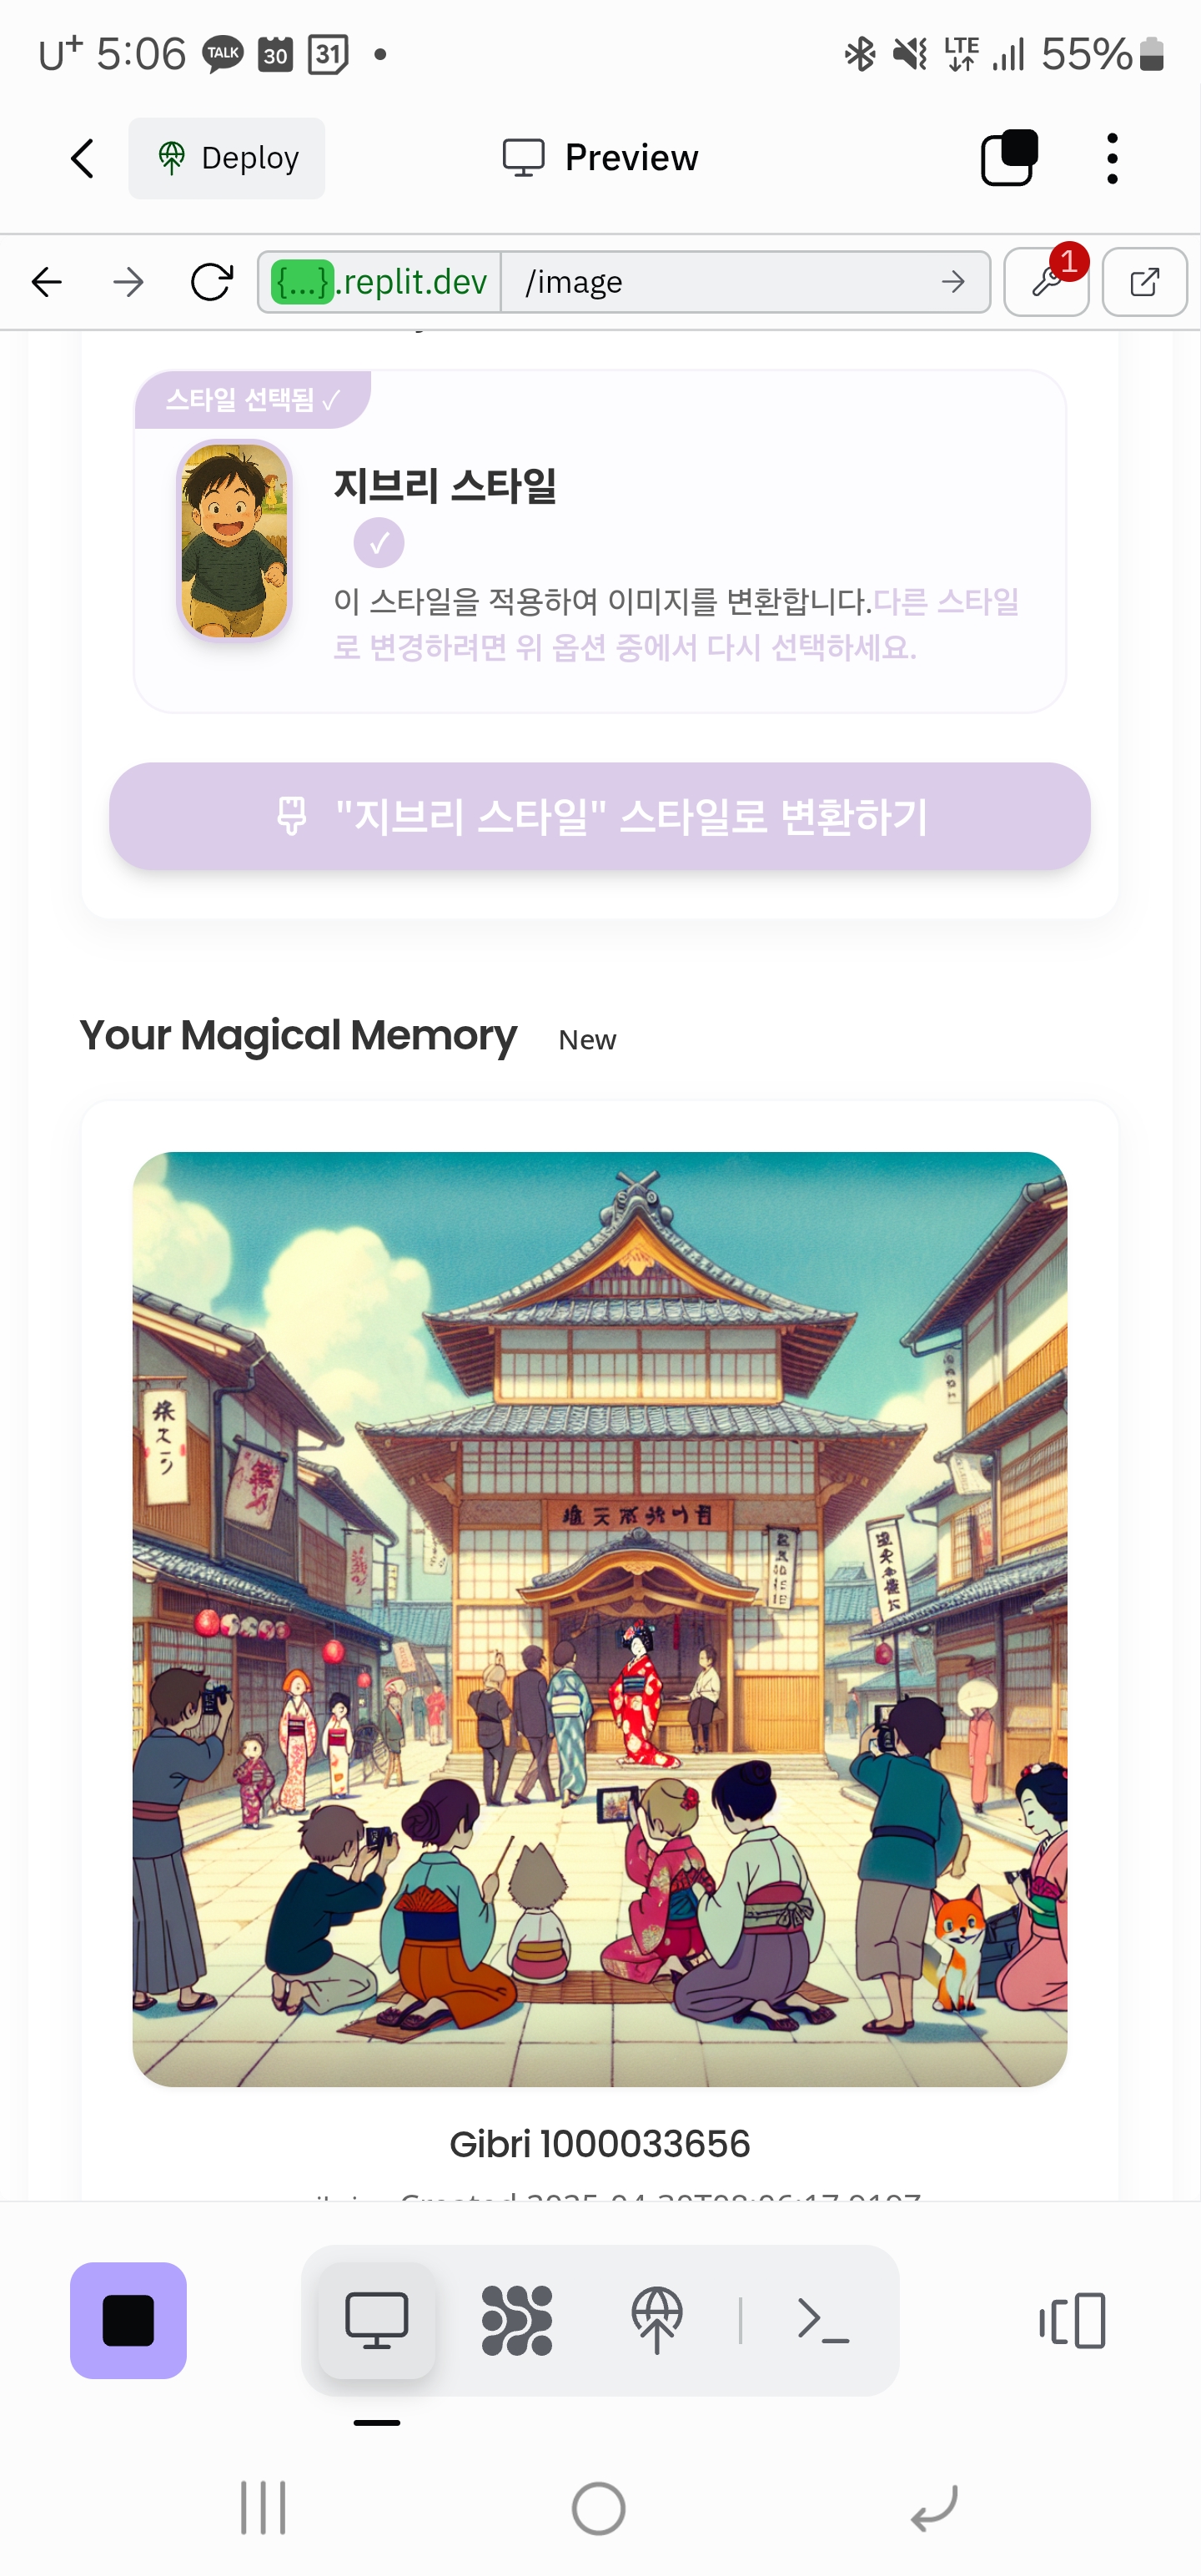 U+ 5:06 TALK 30 31 LTE 55%
Deploy Preview
{...}.replit.dev /image 1
스타일 선택됨 ✓
지브리 스타일
✓
이 스타일을 적용하여 이미지를 변환합니다.다른 스타일
로 변경하려면 위 옵션 중에서 다시 선택하세요.
"지브리 스타일" 스타일로 변환하기
Your Magical Memory New
Gibri 1000033656